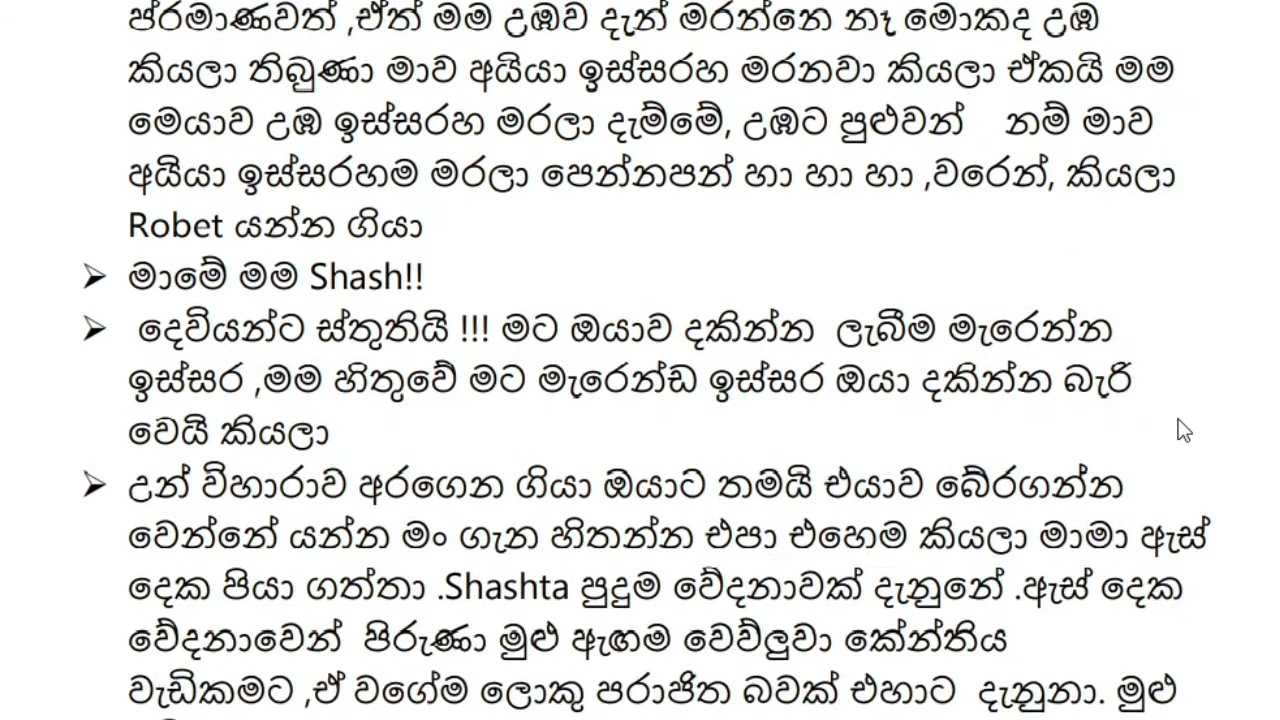 ප්රමාණවත් ,ඒත් මම උඹව දැන් මරන්නෙ නෑ මොකද උඹ
කියලා තිබුණා මාව අයියා ඉස්සරහ මරනවා කියලා ඒකයි මම
මෙයාව උඹ ඉස්සරහ මරලා දැම්මේ, උඹට පුළුවන් නම් මාව
අයියා ඉස්සරහම මරලා පෙන්නපන් හා හා හා ,වරෙන්, කියලා
Robet යන්න ගියා
➢ මාමේ මම Shash!!
➢ දෙවියන්ට ස්තුතියි !!! මට ඔයාව දකින්න ලැබීම මැරෙන්න
ඉස්සර ,මම හිතුවේ මට මැරෙන්ඩ ඉස්සර ඔයා දකින්න බැරි
වෙයි කියලා
➢ උන් විහාරාව අරගෙන ගියා ඔයාට තමයි එයාව බේරගන්න
වෙන්නේ යන්න මං ගැන හිතන්න එපා එහෙම කියලා මාමා ඇස්
දෙක පියා ගත්තා .Shashta පුදුම වේදනාවක් දැනුනේ .ඇස් දෙක
වේදනාවෙන් පිරුණා මුළු ඇඟම වෙව්ලුවා කේන්තිය
වැඩිකමට ,ඒ වගේම ලොකු පරාජිත බවක් එහාට දැනුනා. මුළු